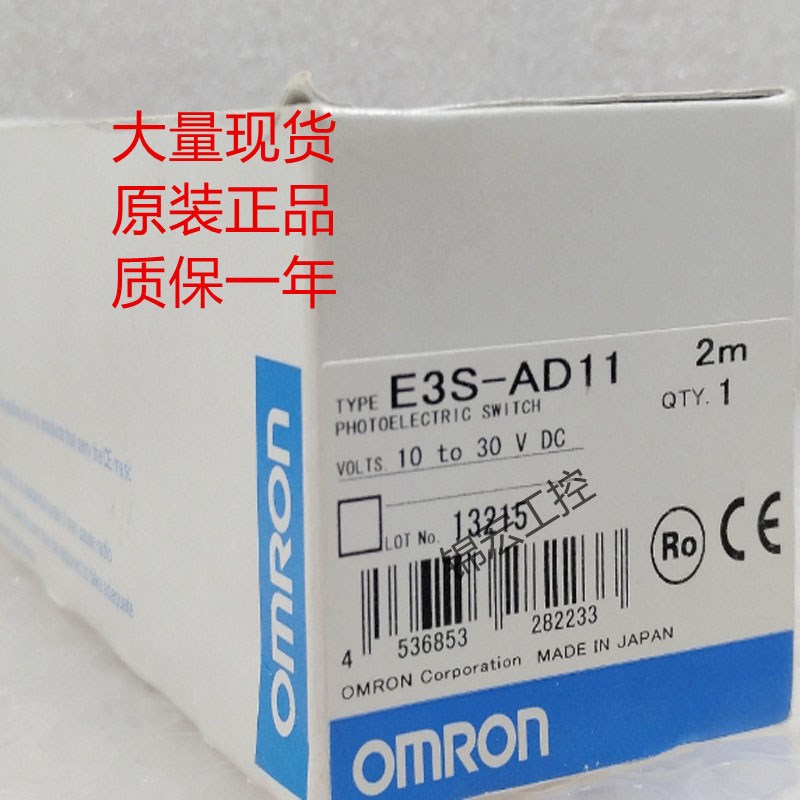 大量现货
原装正品
质保一年
TYPE E3S-AD11 2m
PHOTOELECTRIC SWITCH QTY. 1
VOLTS. 10 to 30 V DC
LOT No. 13215
锦宏工控
Ro CE
4 536853 282233
OMRON Corporation MADE IN JAPAN
OMRON
OMRON